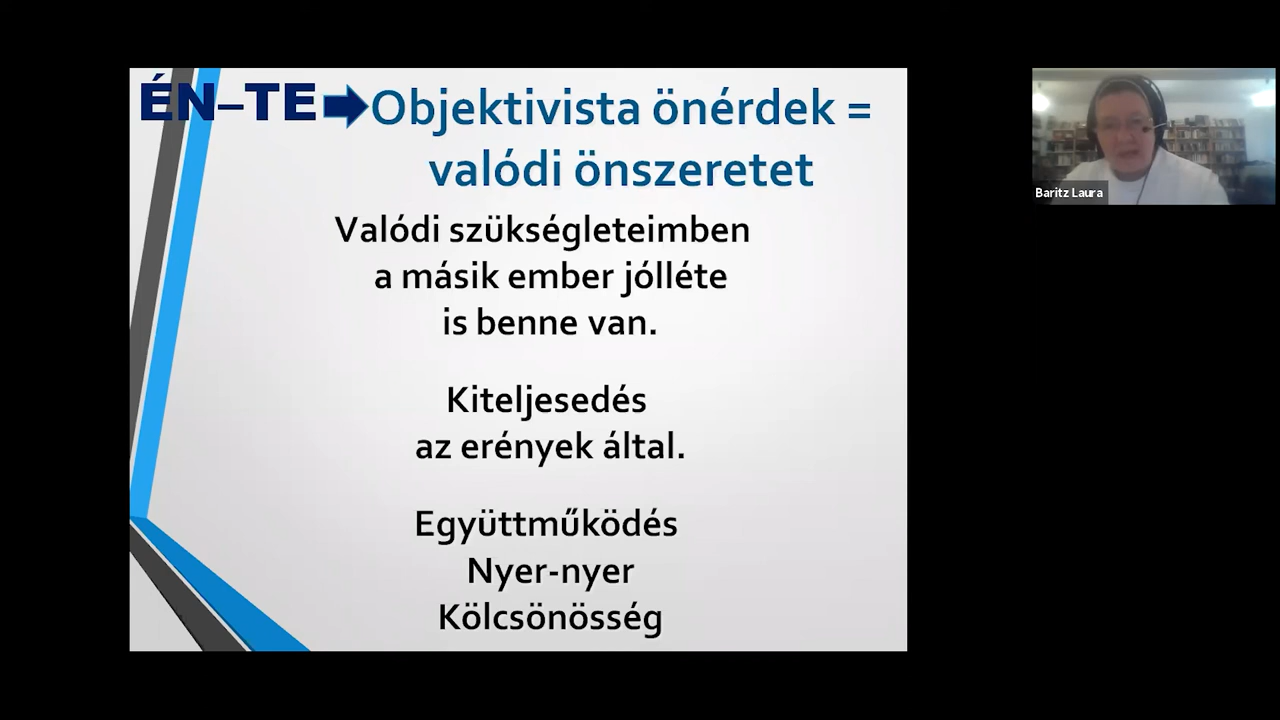 ÉN–TE Objektivista önérdek =
valódi önszeretet
Valódi szükségleteimben
a másik ember jólléte
is benne van.
Kiteljesedés
az erények által.
Együttműködés
Nyer-nyer
Kölcsönösség
Baritz Laura